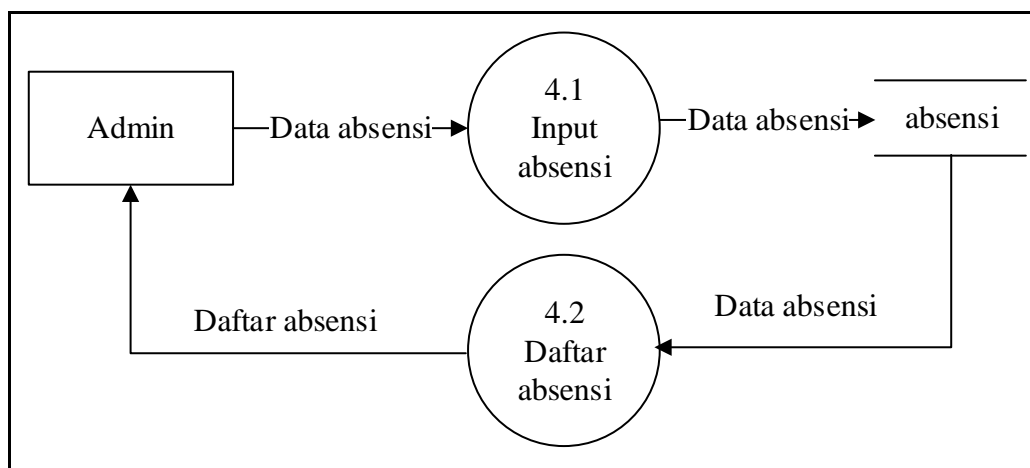 Admin
Data absensi
4.1
Input
absensi
Data absensi
absensi
Daftar absensi
4.2
Daftar
absensi
Data absensi